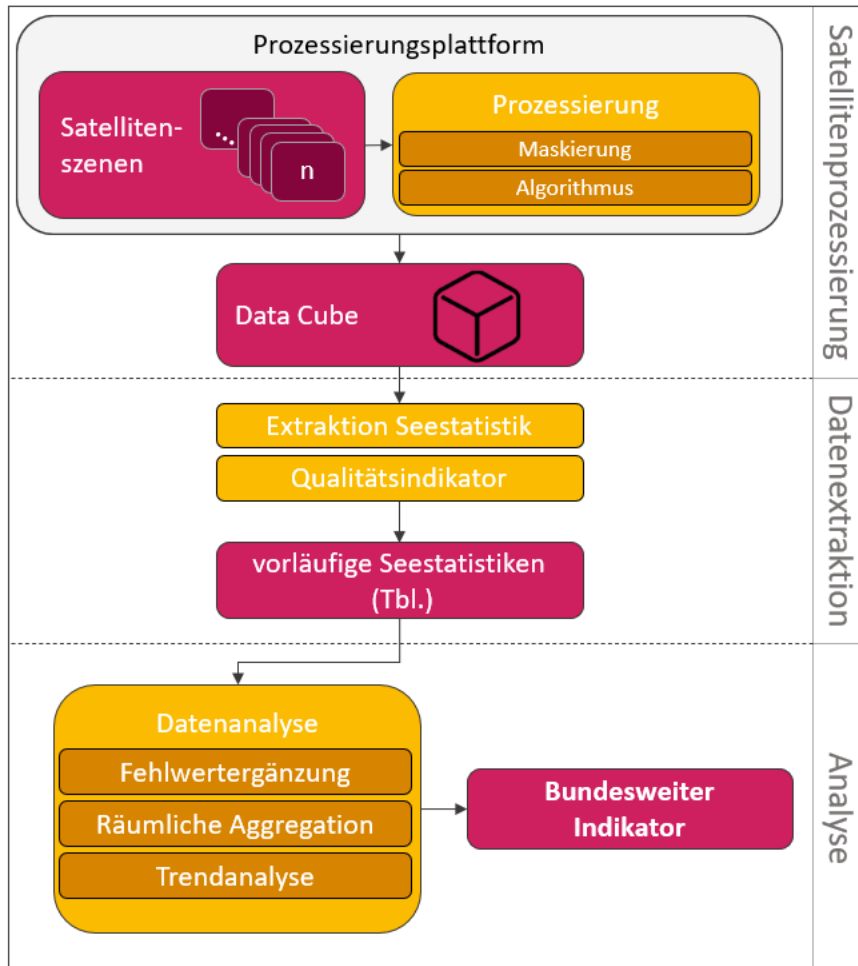 Prozessierungsplattform
Satelliten-
szenen
...
n
Prozessierung
Maskierung
Algorithmus
Data Cube
Satellitenprozessierung
Extraktion Seestatistik
Qualitätsindikator
vorläufige Seestatistiken
(Tbl.)
Datenextraktion
Datenanalyse
Fehlwertergänzung
Räumliche Aggregation
Trendanalyse
Bundesweiter
Indikator
Analyse